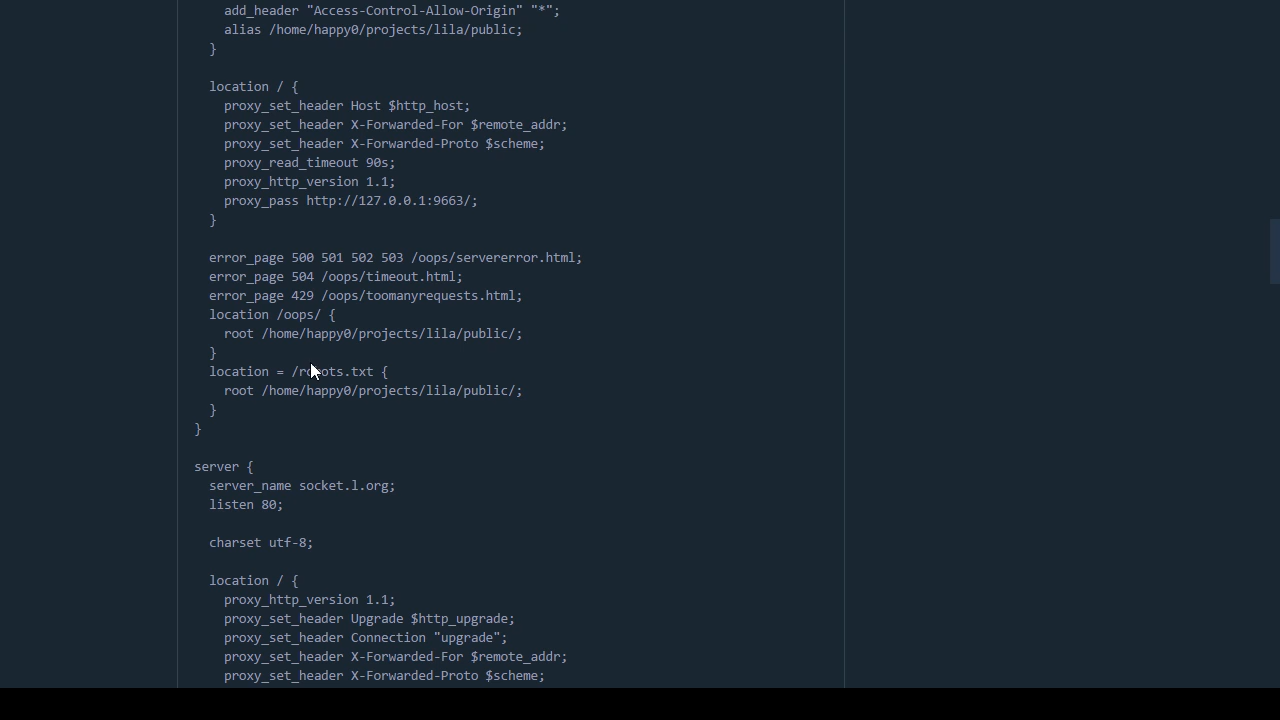 add_header "Access-Control-Allow-Origin" "*";
alias /home/happy0/projects/lila/public;
}
location / {
proxy_set_header Host $http_host;
proxy_set_header X-Forwarded-For $remote_addr;
proxy_set_header X-Forwarded-Proto $scheme;
proxy_read_timeout 90s;
proxy_http_version 1.1;
proxy_pass http://127.0.0.1:9663/;
}
error_page 500 501 502 503 /oops/servererror.html;
error_page 504 /oops/timeout.html;
error_page 429 /oops/toomanyrequests.html;
location /oops/ {
root /home/happy0/projects/lila/public/;
}
location = /robots.txt {
root /home/happy0/projects/lila/public/;
}
}
server {
server_name socket.l.org;
listen 80;
charset utf-8;
location / {
proxy_http_version 1.1;
proxy_set_header Upgrade $http_upgrade;
proxy_set_header Connection "upgrade";
proxy_set_header X-Forwarded-For $remote_addr;
proxy_set_header X-Forwarded-Proto $scheme;